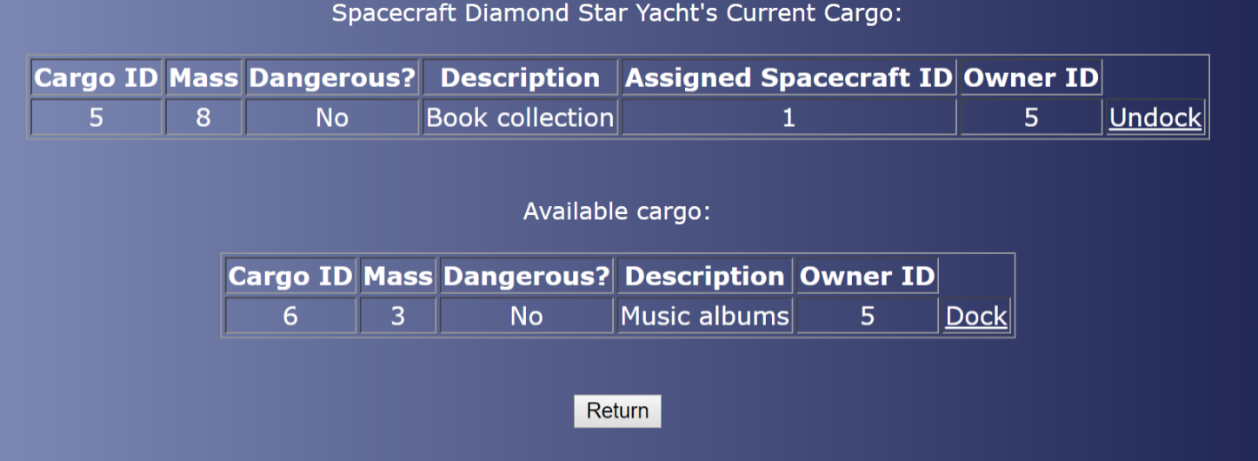 Spacecraft Diamond Star Yacht's Current Cargo:
Cargo ID Mass Dangerous? Description Assigned Spacecraft ID Owner ID
5 8 No Book collection 1 5 Undock
Available cargo:
Cargo ID Mass Dangerous? Description Owner ID
6 3 No Music albums 5 Dock
Return